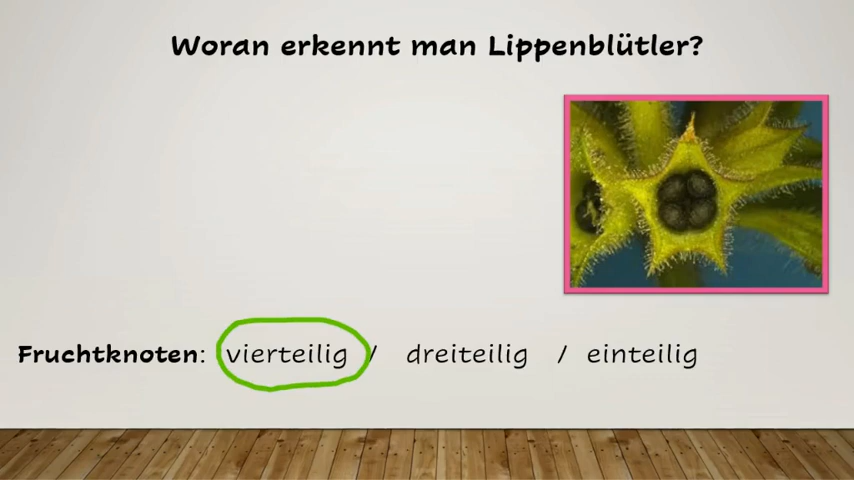 Woran erkennt man Lippenblütler?
Fruchtknoten: vierteilig / dreiteilig / einteilig